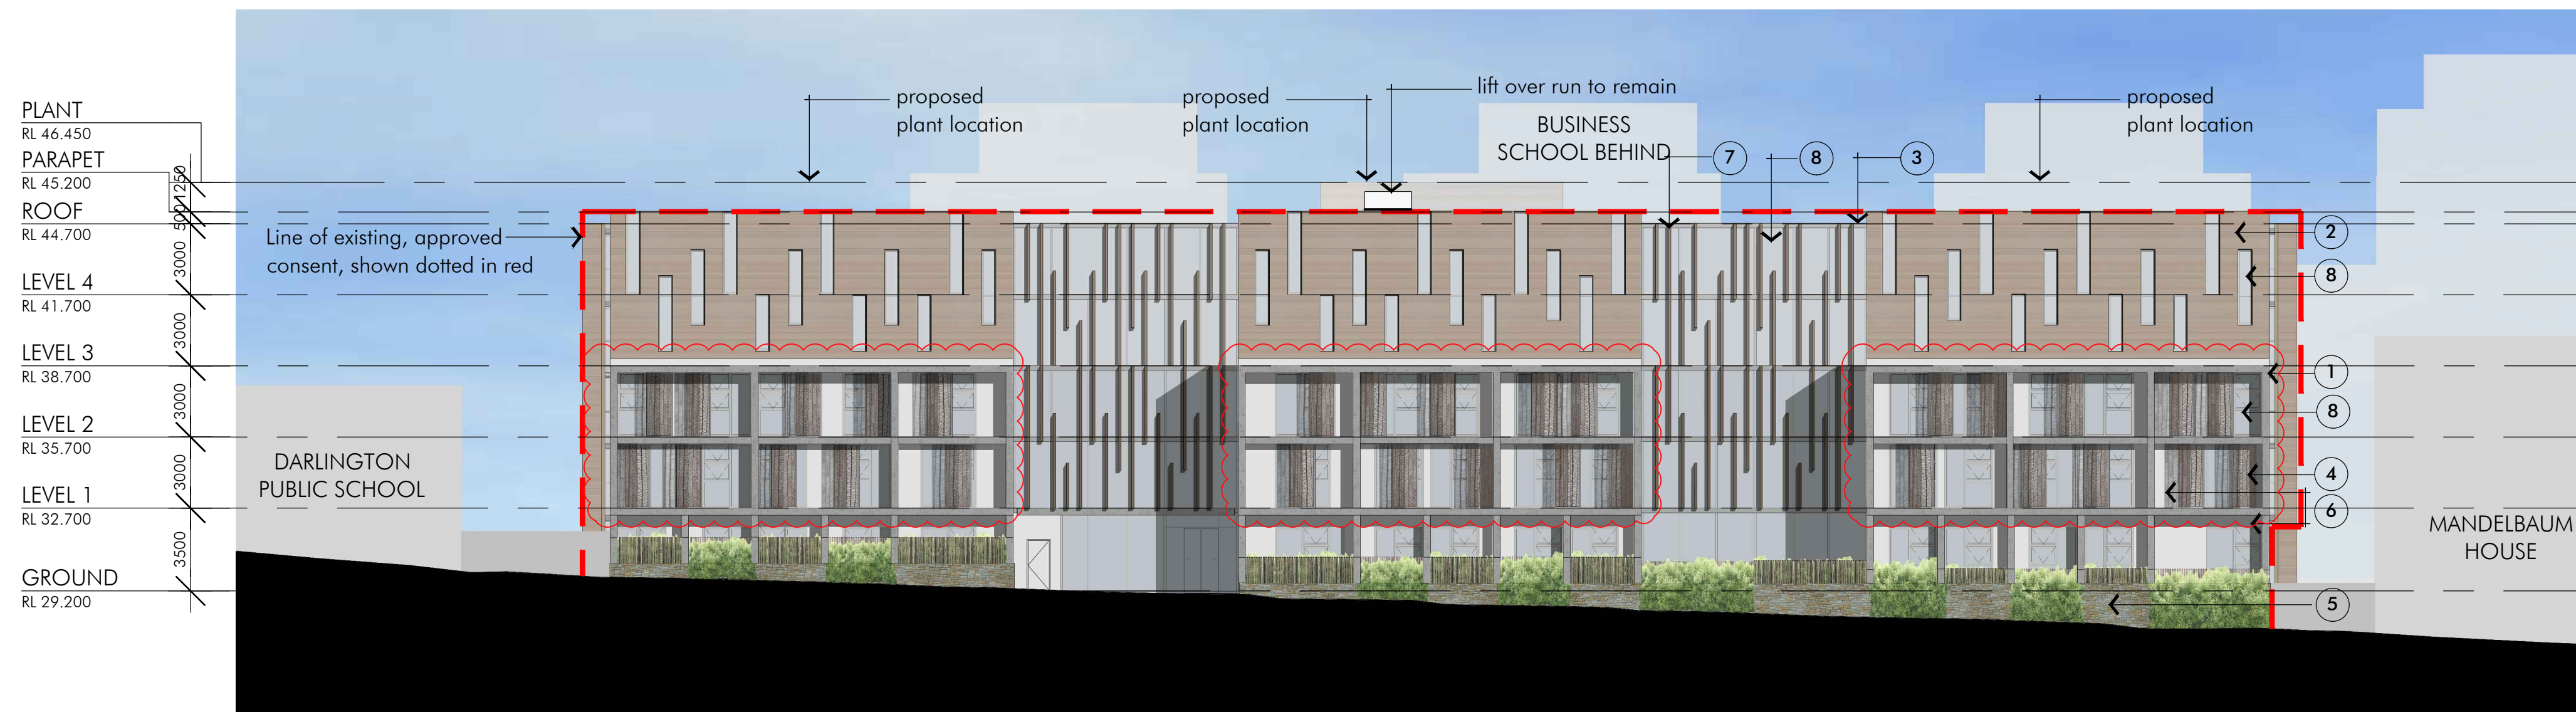 PLANT
RL 46.450
PARAPET
RL 45.200
ROOF
RL 44.700
LEVEL 4
RL 41.700
LEVEL 3
RL 38.700
LEVEL 2
RL 35.700
LEVEL 1
RL 32.700
GROUND
RL 29.200
1250
500
3000
3000
3000
3000
3500
proposed
plant location
proposed
plant location
lift over run to remain
BUSINESS
SCHOOL BEHIND
7
8
3
proposed
plant location
Line of existing, approved
consent, shown dotted in red
DARLINGTON
PUBLIC SCHOOL
2
8
1
8
4
6
5
MANDELBAUM
HOUSE